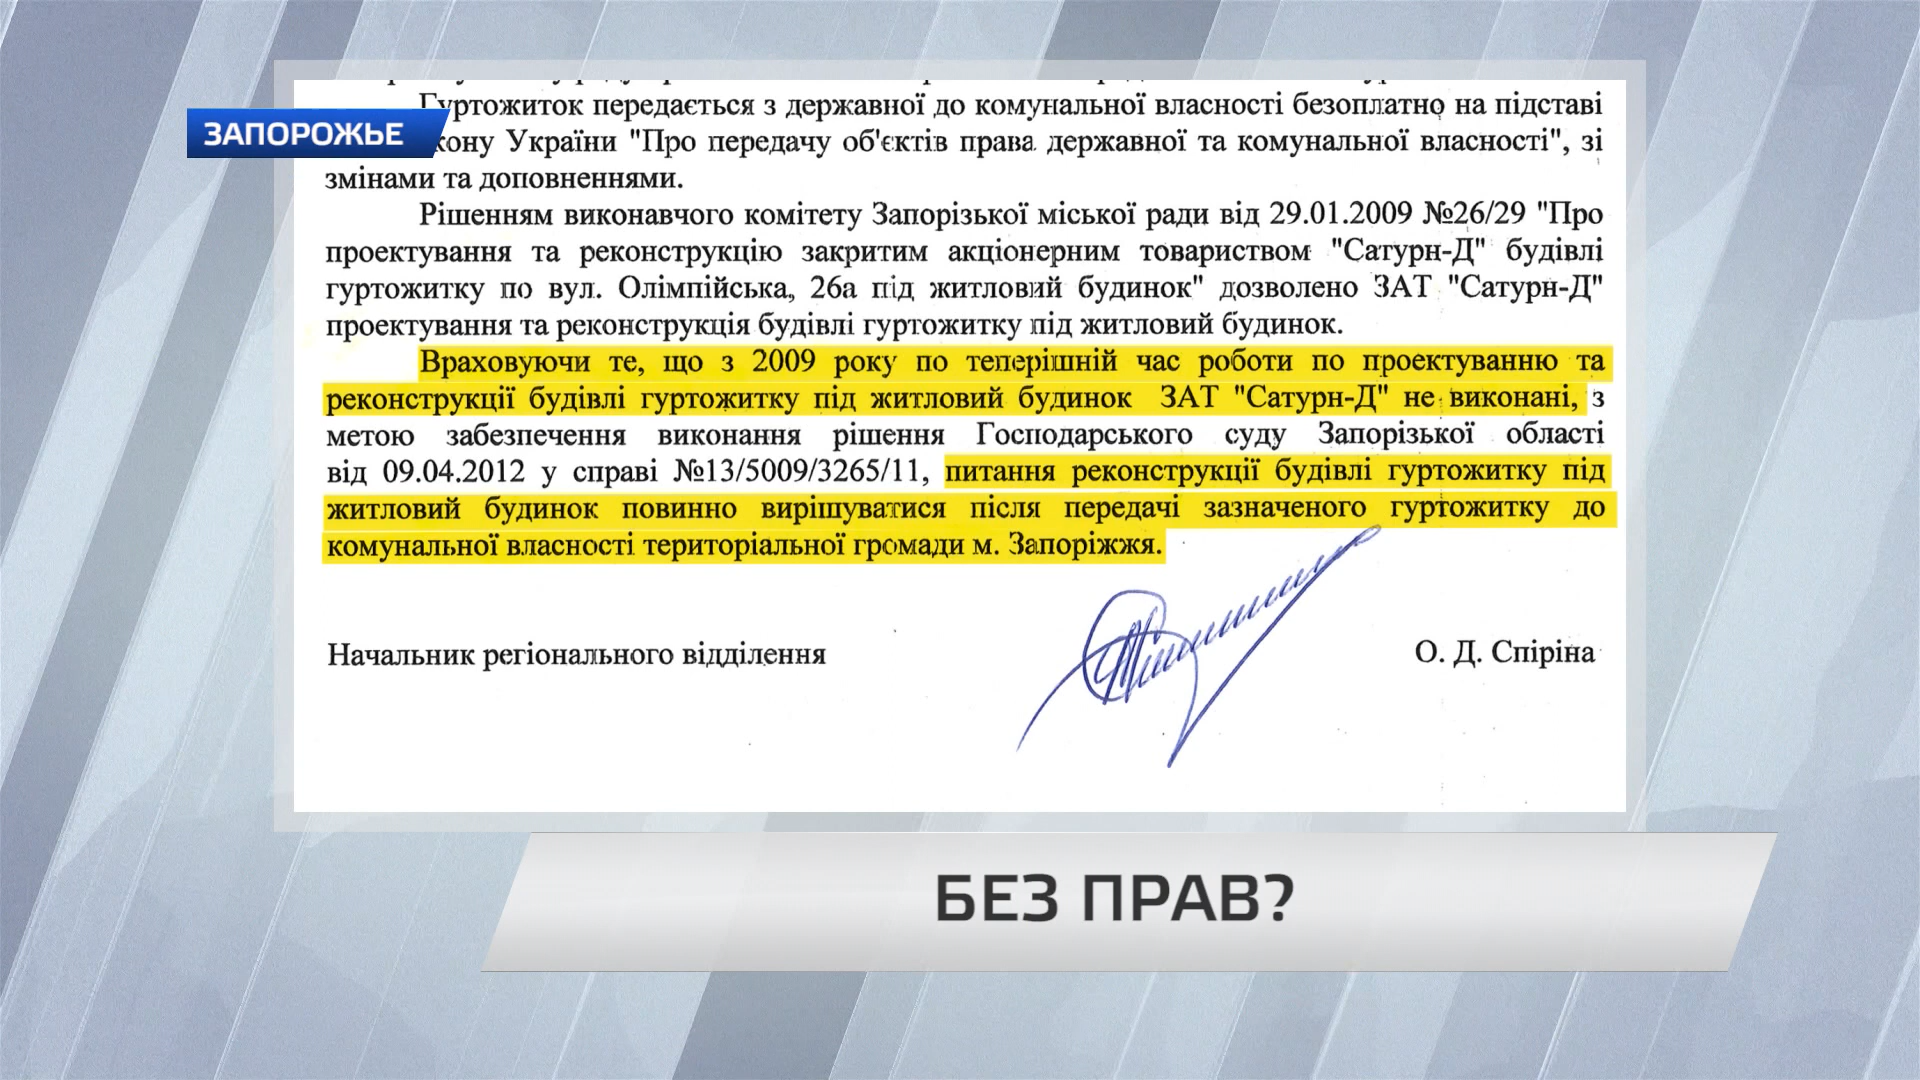 ЗАПОРОЖЬЕ
Гуртожиток передається з державної до комунальної власності безоплатно на підставі
кону України "Про передачу об'єктів права державної та комунальної власності", зі
змінами та доповненнями.
Рішенням виконавчого комітету Запорізької міської ради від 29.01.2009 №26/29 "Про
проектування та реконструкцію закритим акціонерним товариством "Сатурн-Д" будівлі
гуртожитку по вул. Олімпійська, 26а під житловий будинок" дозволено ЗАТ "Сатурн-Д"
проектування та реконструкція будівлі гуртожитку під житловий будинок.
Враховуючи те, що з 2009 року по теперішній час роботи по проектуванню та
реконструкції будівлі гуртожитку під житловий будинок ЗАТ "Сатурн-Д" не виконані, з
метою забезпечення виконання рішення Господарського суду Запорізької області
від 09.04.2012 у справі №13/5009/3265/11, питання реконструкції будівлі гуртожитку під
житловий будинок повинно вирішуватися після передачі зазначеного гуртожитку до
комунальної власності територіальної громади м. Запоріжжя.
Начальник регіонального відділення О. Д. Спіріна
БЕЗ ПРАВ?